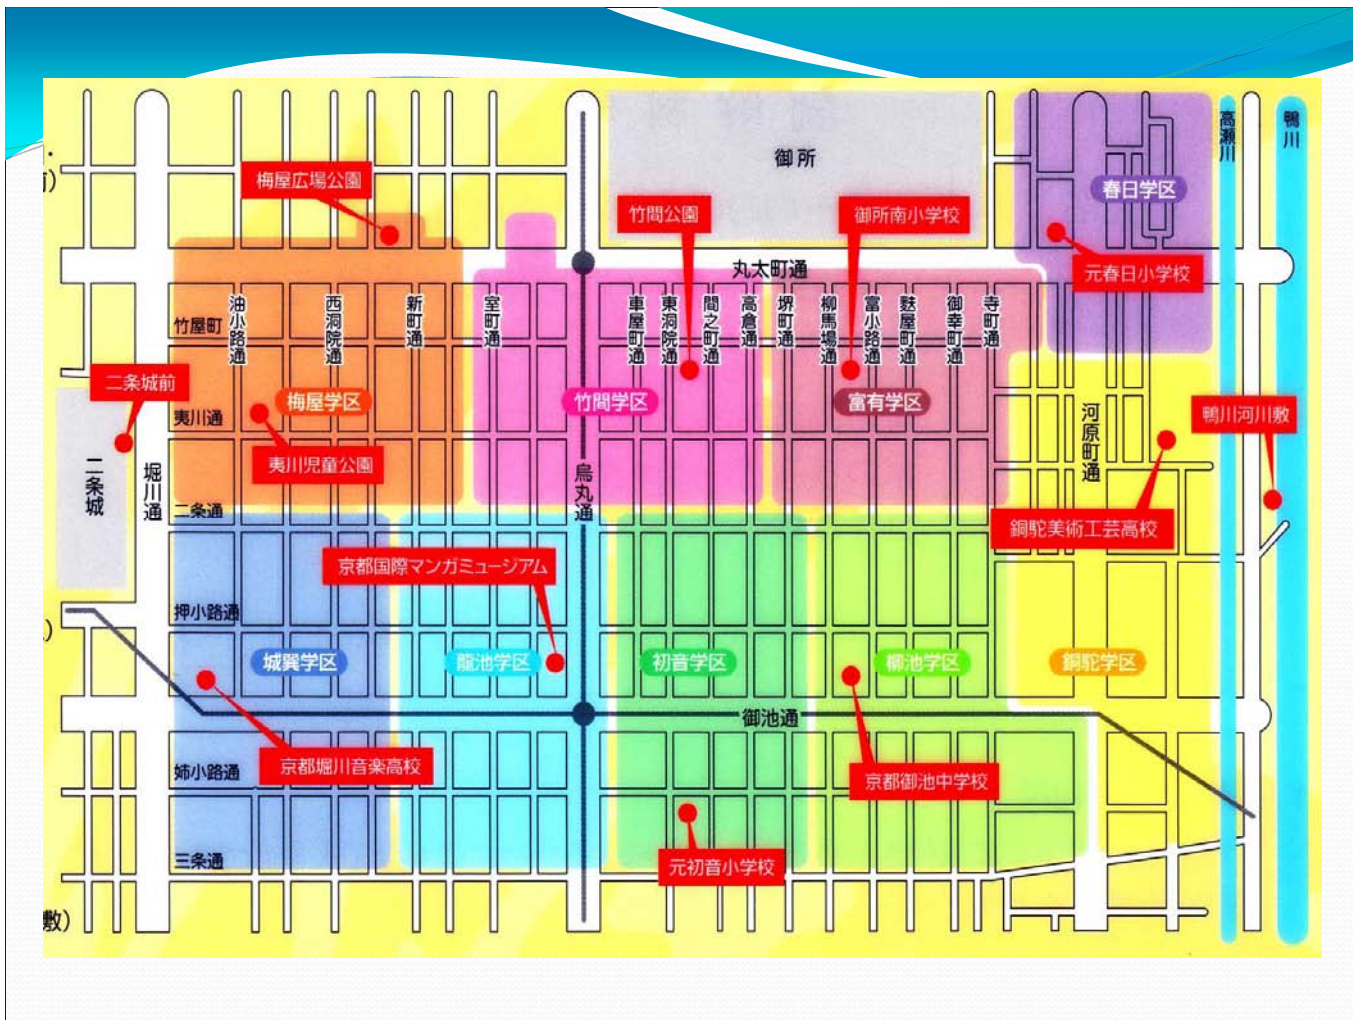 鴨川
高瀬川
御所
前)
梅屋広場公園
春日学区
竹間公園
御所南小学校
元春日小学校
丸太町通
油小路通
西洞院通
新町通
室町通
車屋町通
東洞院通
間之町通
高倉通
堺町通
柳馬場通
富小路通
麩屋町通
御幸町通
寺町通
竹屋町
二条城前
梅屋学区
竹間学区
富有学区
夷川通
河原町通
鴨川河川敷
夷川児童公園
二条城
堀川通
烏丸通
二条通
銅駝美術工芸高校
京都国際マンガミュージアム
押小路通
城巽学区
龍池学区
初音学区
柳池学区
銅駝学区
御池通
京都堀川音楽高校
姉小路通
京都御池中学校
三条通
元初音小学校
敷)